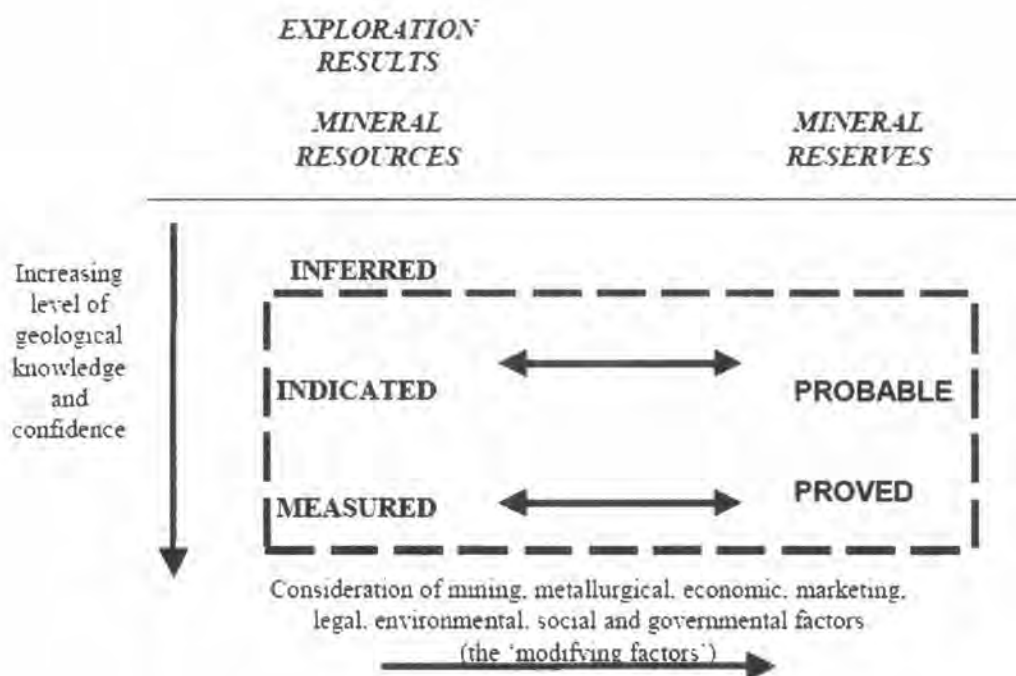 EXPLORATION
RESULTS
MINERAL
RESOURCES
MINERAL
RESERVES
Increasing
level of
geological
knowledge
and
confidence
INFERRED
INDICATED
PROBABLE
MEASURED
PROVED
Consideration of mining, metallurgical, economic, marketing,
legal, environmental, social and governmental factors
(the 'modifying factors')